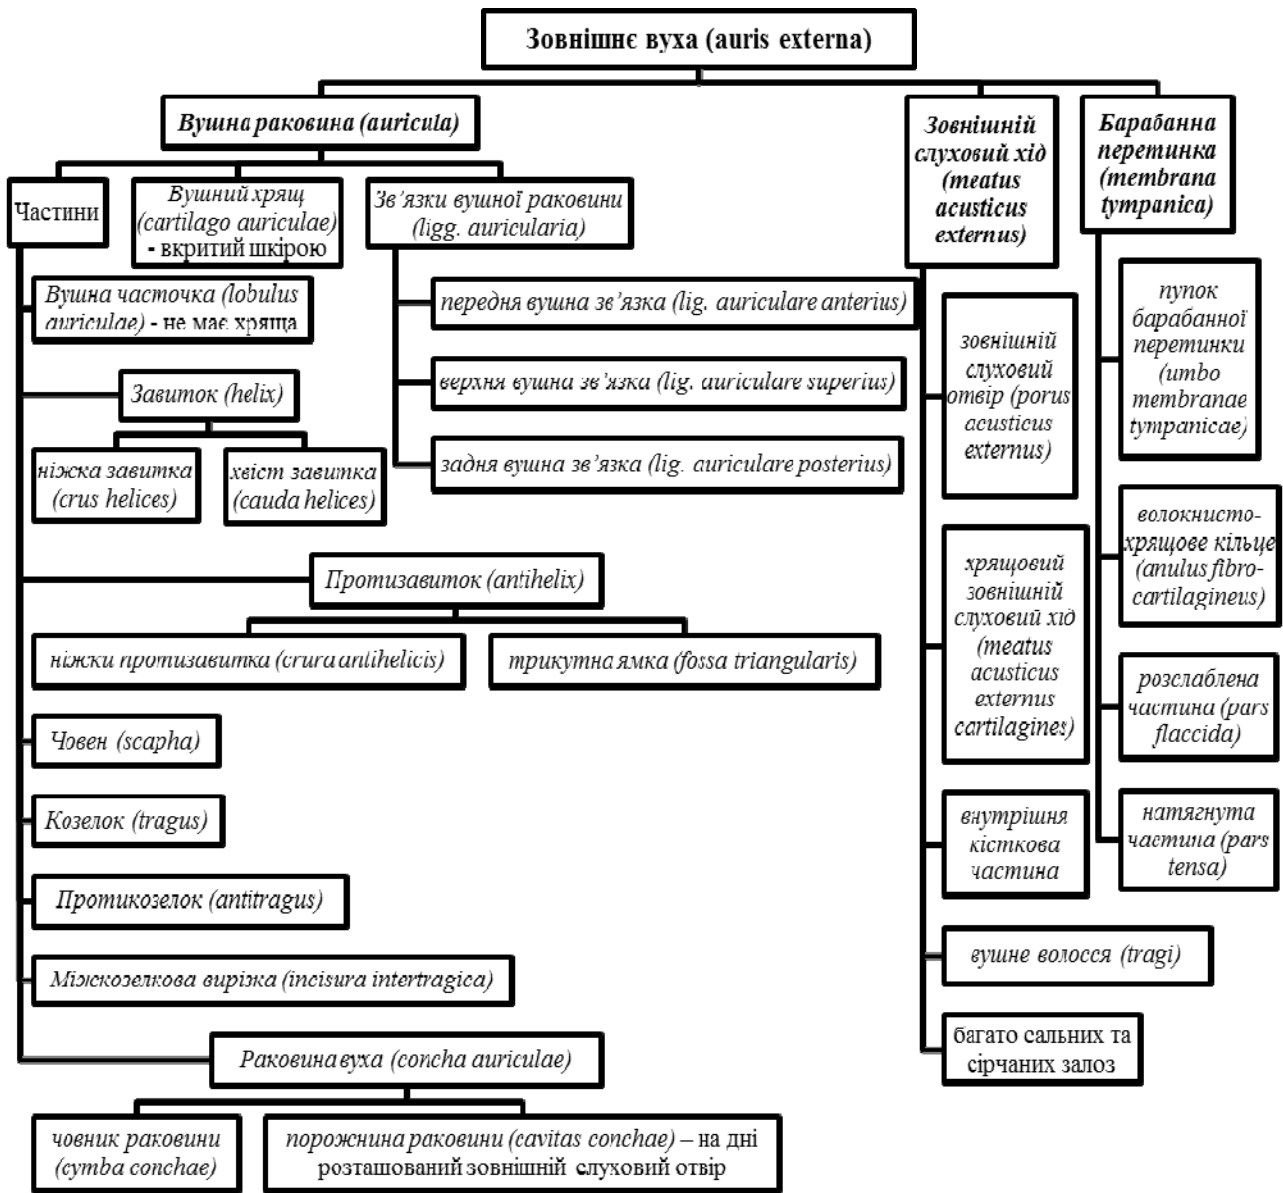 Зовнішнє вуха (auris externa)
Вушна раковина (auricula)
Частини
Вушний хрящ
(cartilago auriculae)
- вкритий шкірою
Зв’язки вушної раковини
(ligg. auricularia)
Вушна часточка (lobulus
auriculae) - не має хряща
Завиток (helix)
ніжка завитка
(crus helices)
хвіст завитка
(cauda helices)
передня вушна зв’язка (lig. auriculare anterius)
верхня вушна зв’язка (lig. auriculare superius)
задня вушна зв’язка (lig. auriculare posterius)
Протизавиток (antihelix)
ніжки протизавитка (crura antihelicis)
трикутна ямка (fossa triangularis)
Човен (scapha)
Козелок (tragus)
Протикозелок (antitragus)
Міжкозелкова вирізка (incisura intertragica)
Раковина вуха (concha auriculae)
човник раковини
(cymba conchae)
порожнина раковини (cavitas conchae) – на дні
розташований зовнішній слуховий отвір
Зовнішній
слуховий хід
(meatus
acusticus
externus)
зовнішній
слуховий
отвір (porus
acusticus
externus)
хрящовий
зовнішній
слуховий хід
(meatus
acusticus
externus
cartilagines)
внутрішня
кісткова
частина
вушне волосся (tragi)
багато сальних та
сірчаних залоз
Барабанна
перетинка
(membrana
tympanica)
пупок
барабанної
перетинки
(umbo
membranae
tympanicae)
волокнисто-
хрящове кільце
(anulus fibro-
cartilagineus)
розслаблена
частина (pars
flaccida)
натягнута
частина (pars
tensa)